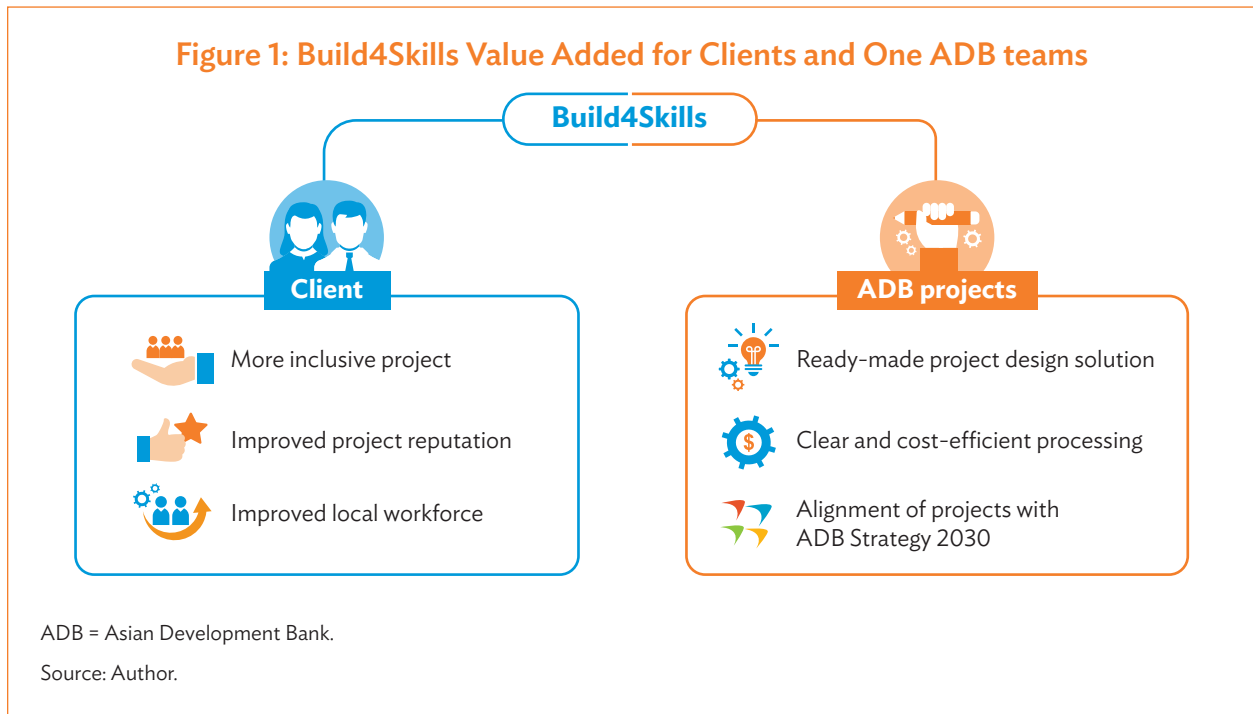 Figure 1: Build4Skills Value Added for Clients and One ADB teams
Build4Skills
Client
More inclusive project
Improved project reputation
Improved local workforce
ADB projects
Ready-made project design solution
$
Clear and cost-efficient processing
Alignment of projects with
ADB Strategy 2030
ADB = Asian Development Bank.
Source: Author.